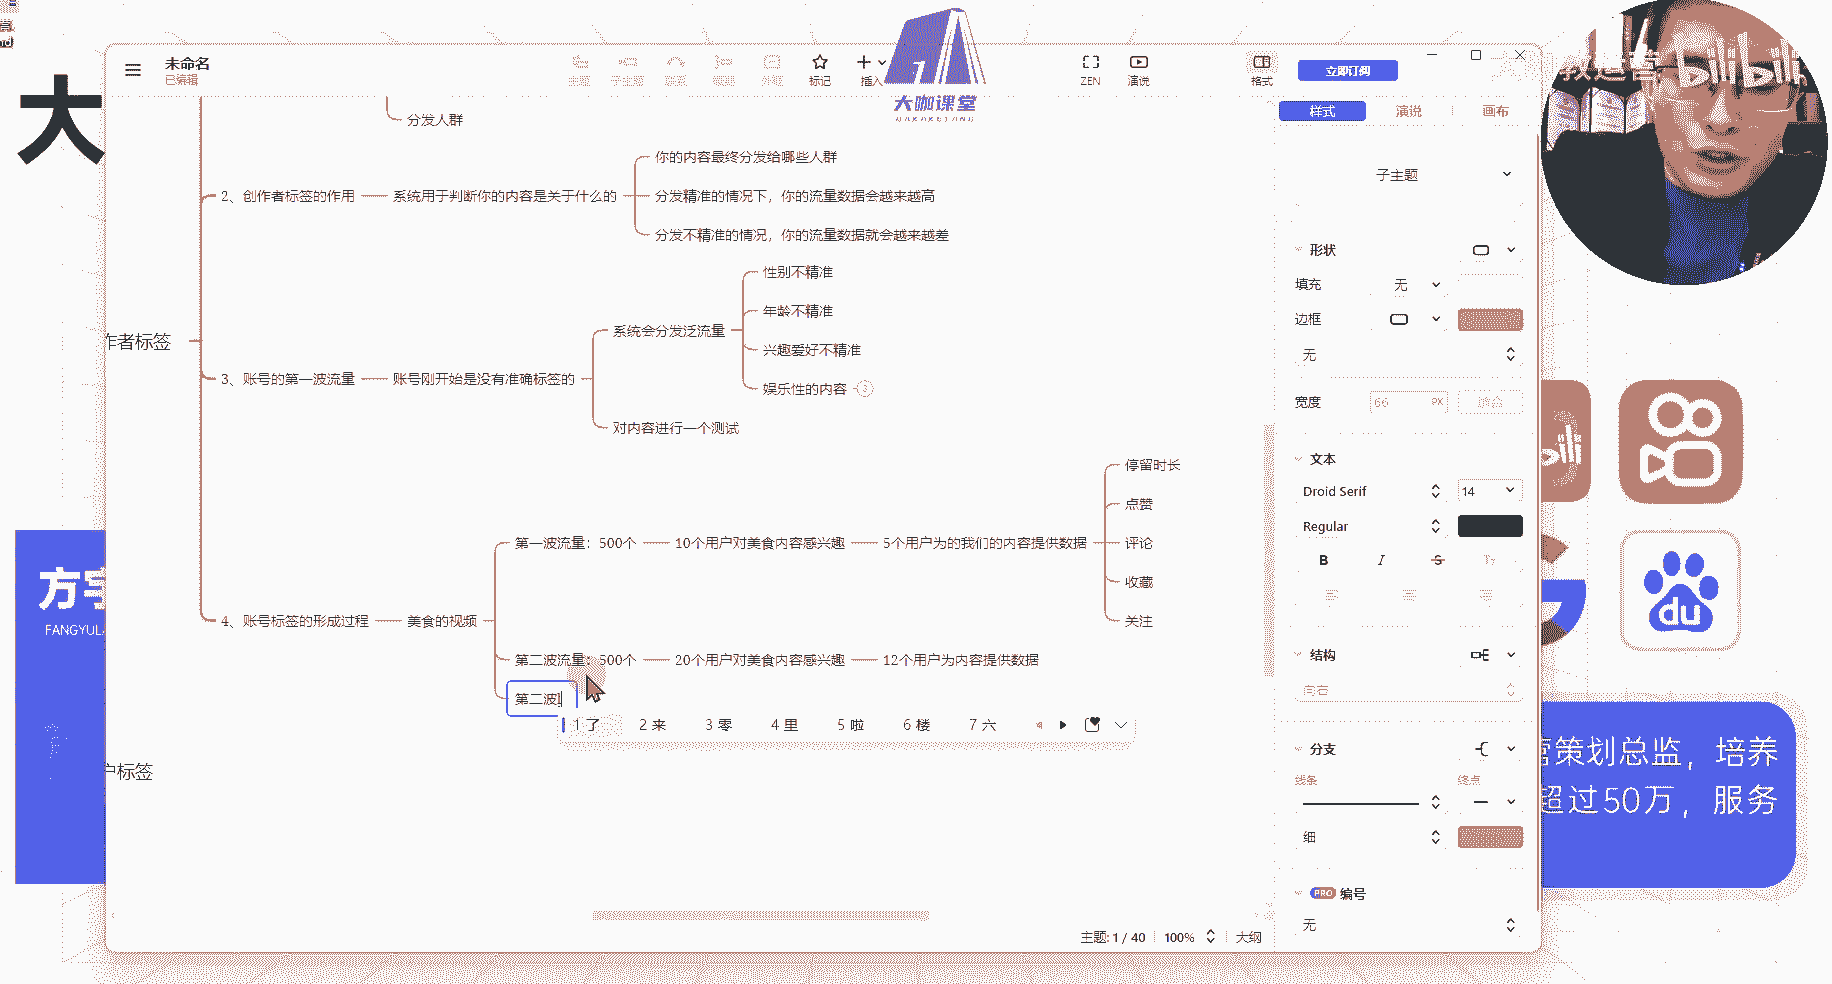 大
未命名
已编辑
主题
子主题
标记
插入
ZEN
演说
格式
立即订阅
大咖课堂
DAKAKETANG
教运营
bilibili
样式
演说
画布
分发人群
2、创作者标签的作用
系统用于判断你的内容是关于什么的
你的内容最终分发给哪些人群
分发精准的情况下，你的流量数据会越来越高
分发不精准的情况，你的流量数据就会越来越差
作者标签
3、账号的第一波流量
账号刚开始是没有准确标签的
系统会分发泛流量
性别不精准
年龄不精准
兴趣爱好不精准
娱乐性的内容
对内容进行一个测试
4、账号标签的形成过程
美食的视频
第一波流量：500个
10个用户对美食内容感兴趣
5个用户为的我们的内容提供数据
停留时长
点赞
评论
收藏
关注
第二波流量：500个
20个用户对美食内容感兴趣
12个用户为内容提供数据
第二波l
1 了
2 来
3 零
4 里
5 啦
6 楼
7 六
户标签
子主题
形状
填充
无
边框
无
宽度
66
PX
适合
文本
Droid Serif
14
Regular
B
I
S
Tт
结构
向右
分支
线条
终点
细
PRO 编号
无
主题: 1 / 40
100%
大纲
方宇
FANGYUL
bili
du
营策划总监，培养
超过50万，服务